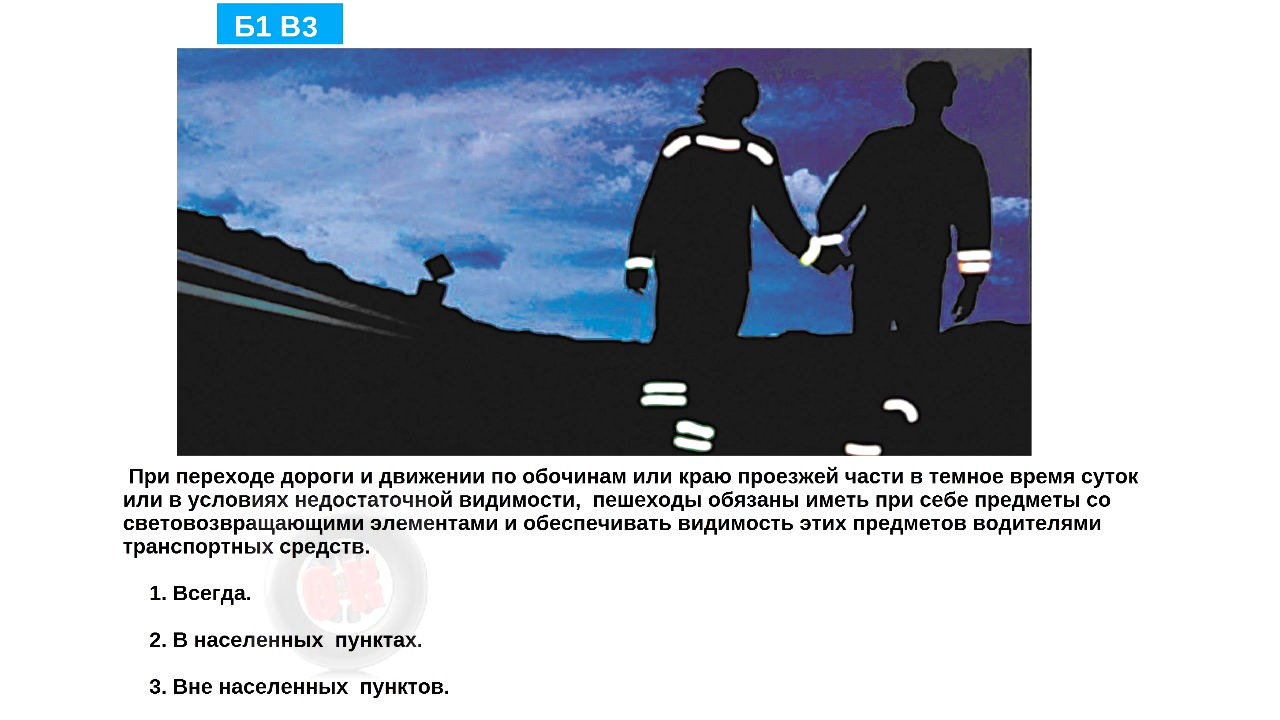 Б1 В3
При переходе дороги и движении по обочинам или краю проезжей части в темное время суток
или в условиях недостаточной видимости,  пешеходы обязаны иметь при себе предметы со
световозвращающими элементами и обеспечивать видимость этих предметов водителями
транспортных средств.
1. Всегда.
2. В населенных  пунктах.
3. Вне населенных  пунктов.